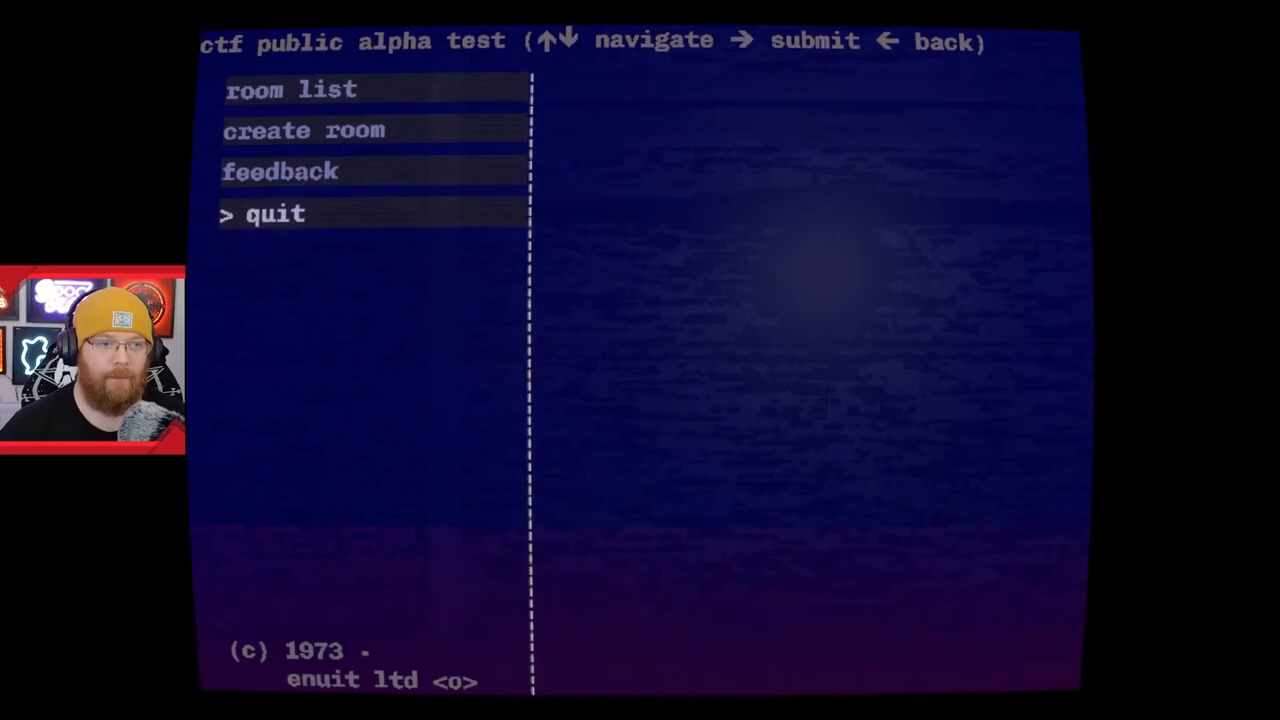 ctf public alpha test (↑↓ navigate → submit ← back)
room list
create room
feedback
> quit
(c) 1973 -
enuit ltd <o>